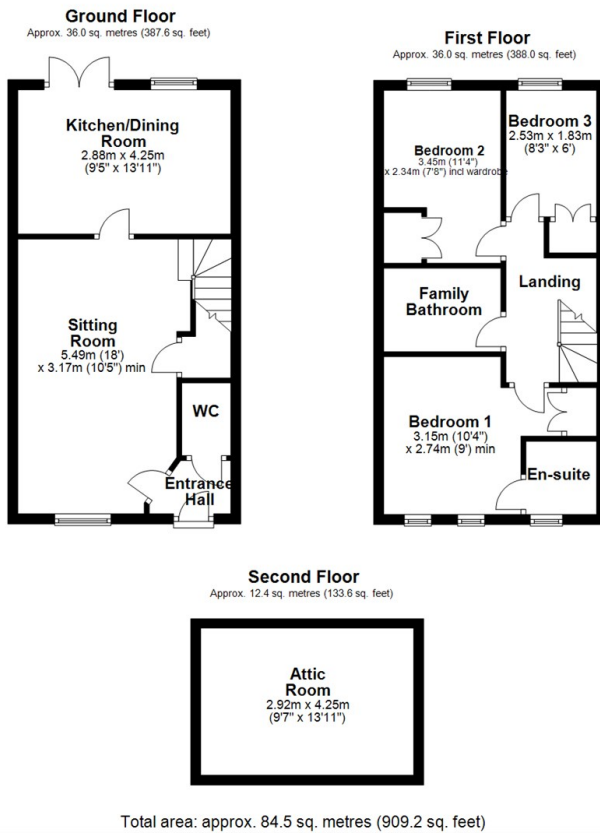 Ground Floor
Approx. 36.0 sq. metres (387.6 sq. feet)
Kitchen/Dining
Room
2.88m x 4.25m
(9'5" x 13'11")
Sitting
Room
5.49m (18')
x 3.17m (10'5") min
WC
Entrance
Hall
First Floor
Approx. 36.0 sq. metres (388.0 sq. feet)
Bedroom 2
3.45m (11'4")
x 2.34m (7'8") incl wardrobe
Bedroom 3
2.53m x 1.83m
(8'3" x 6')
Landing
Family
Bathroom
Bedroom 1
3.15m (10'4")
x 2.74m (9') min
En-suite
Second Floor
Approx. 12.4 sq. metres (133.6 sq. feet)
Attic
Room
2.92m x 4.25m
(9'7" x 13'11")
Total area: approx. 84.5 sq. metres (909.2 sq. feet)